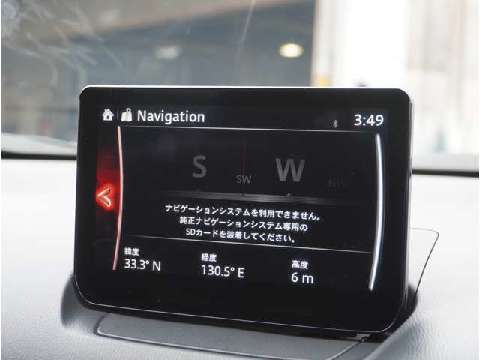 Navigation 3:49
S SW W
ナビゲーションシステムを利用できません。
純正ナビゲーションシステム専用の
SDカードを装着してください。
緯度 経度 高度
33.3° N 130.5° E 6 m